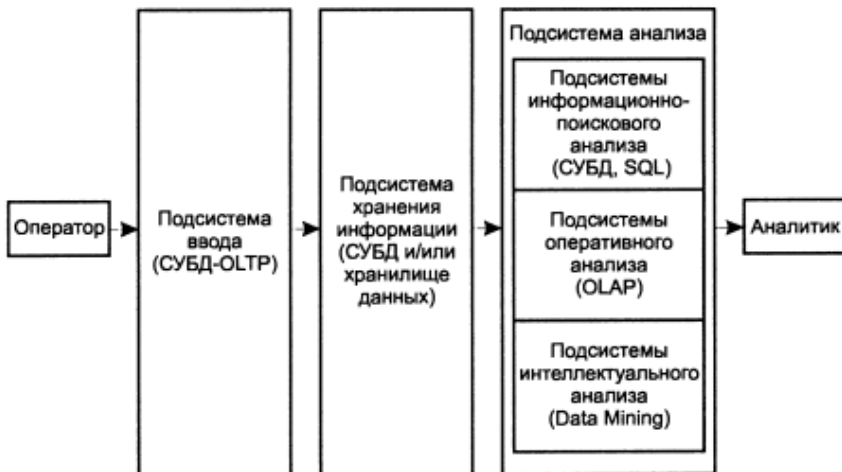 Оператор
Подсистема
ввода
(СУБД-OLTP)
Подсистема
хранения
информации
(СУБД и/или
хранилище
данных)
Подсистема анализа
Подсистемы
информационно-
поискового
анализа
(СУБД, SQL)
Подсистемы
оперативного
анализа
(OLAP)
Подсистемы
интеллектуального
анализа
(Data Mining)
Аналитик